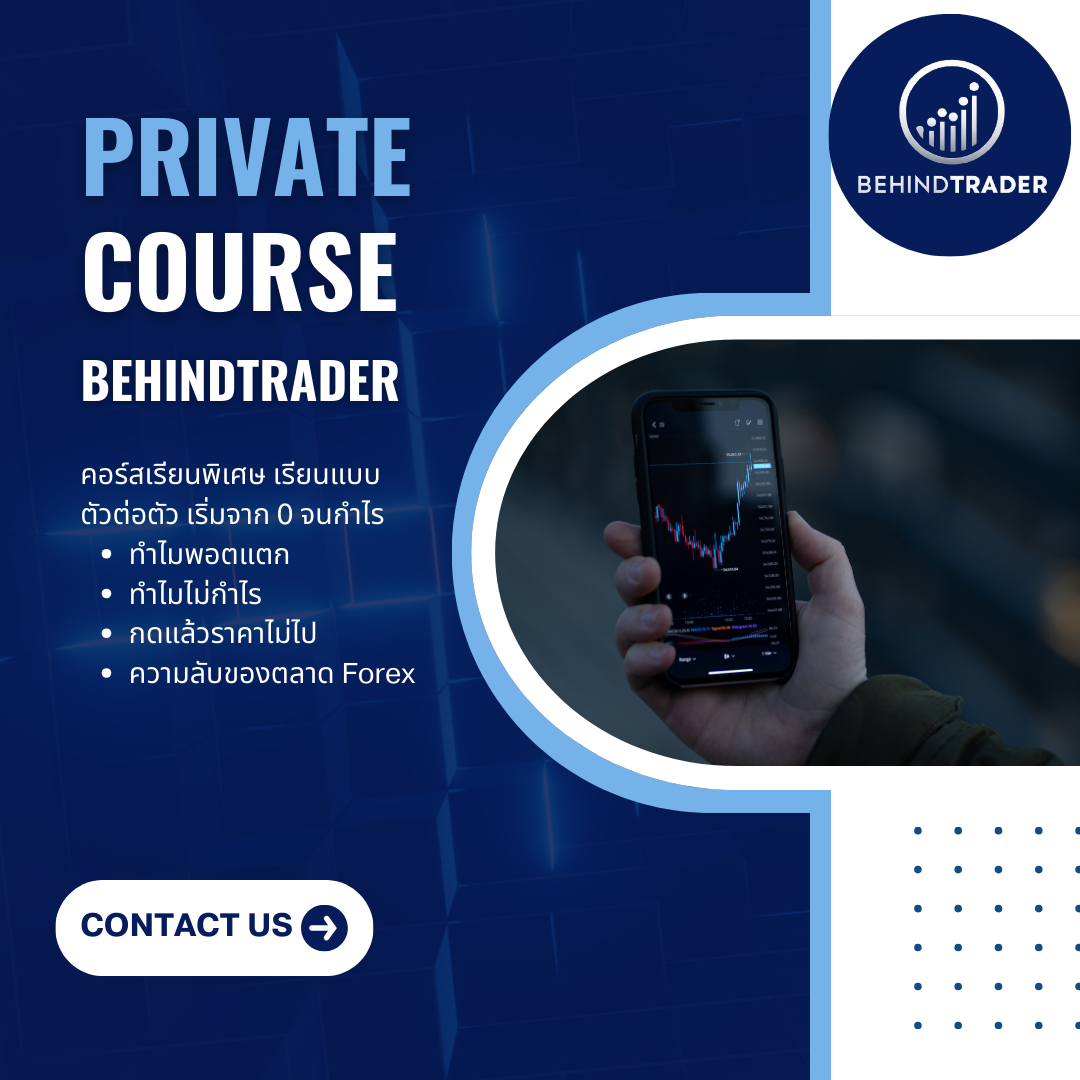 PRIVATE
COURSE
BEHINDTRADER
คอร์สเรียนพิเศษ เรียนแบบ
ตัวต่อตัว เริ่มจาก 0 จนกำไร
• ทำไมพอตแตก
• ทำไมไม่กำไร
• กดแล้วราคาไม่ไป
• ความลับของตลาด Forex
CONTACT US
BEHINDTRADER
Range